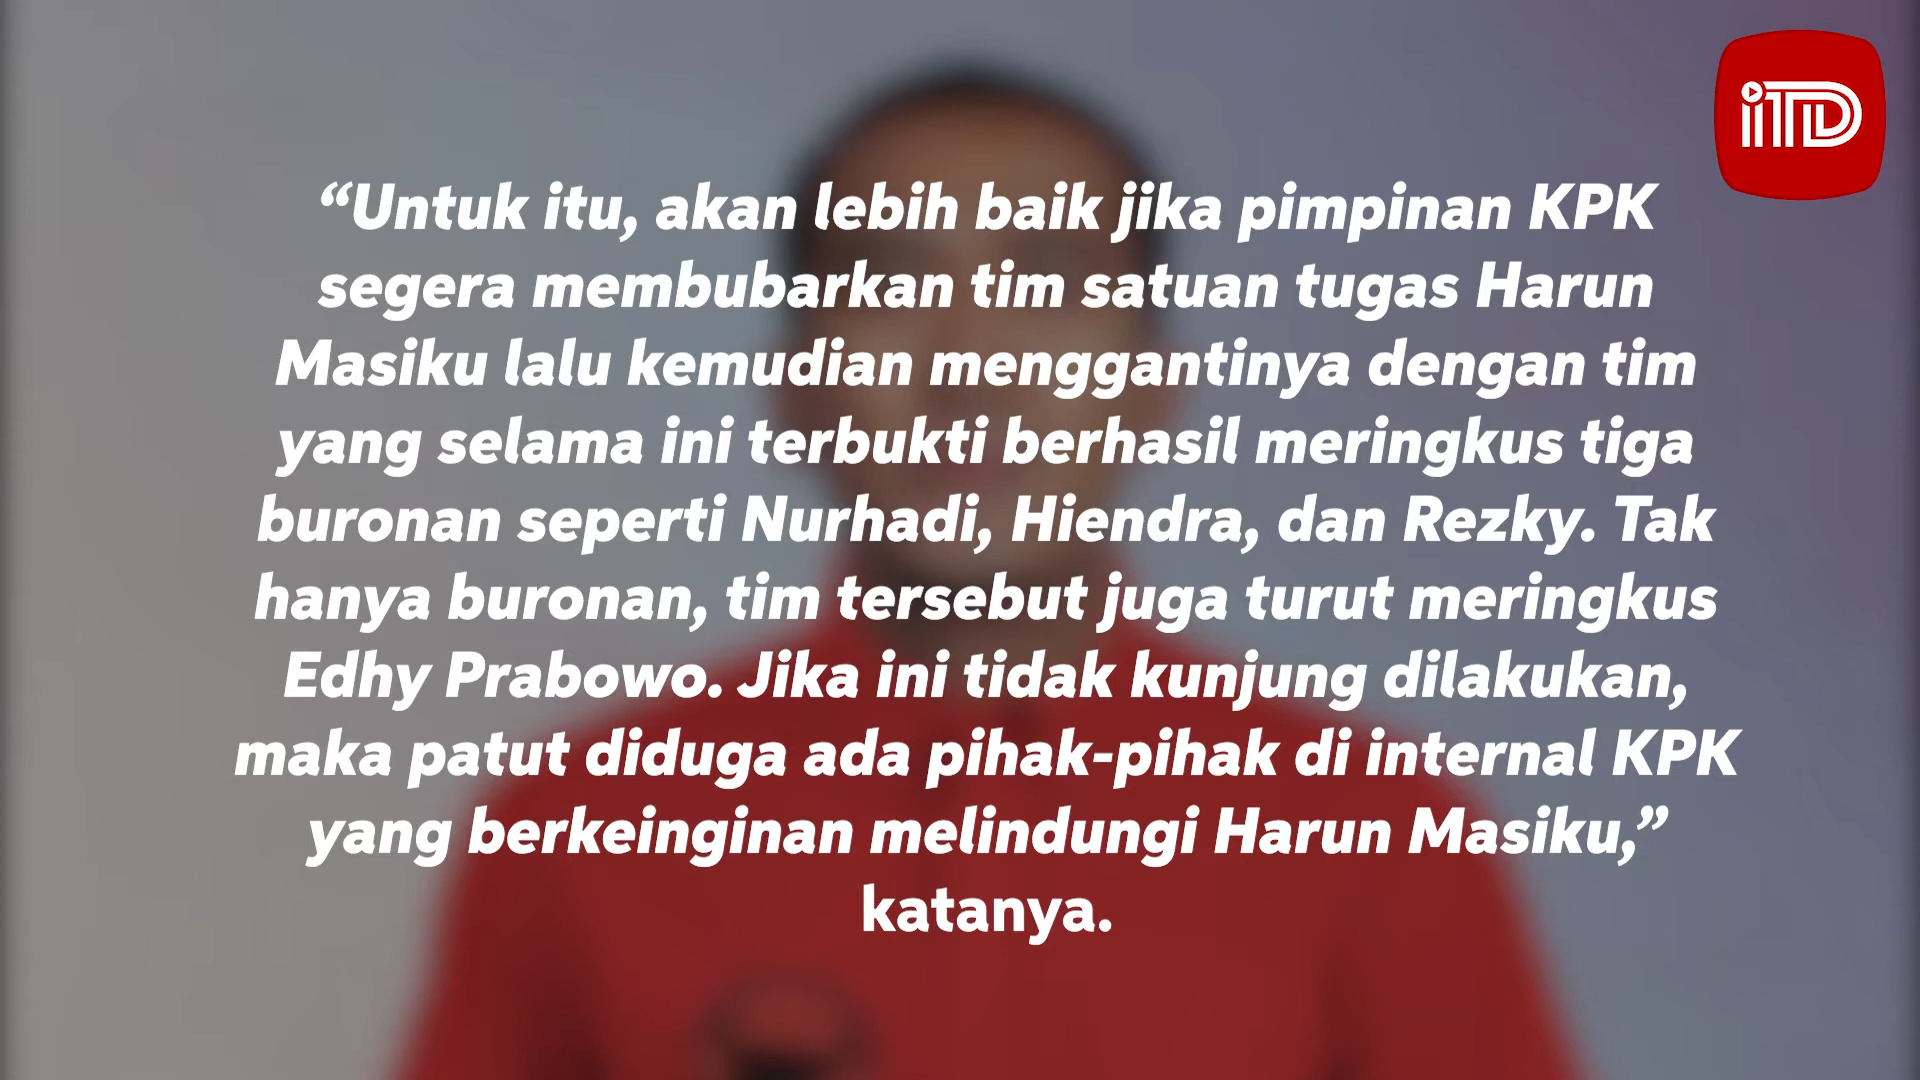 iTD
“Untuk itu, akan lebih baik jika pimpinan KPK
segera membubarkan tim satuan tugas Harun
Masiku lalu kemudian menggantinya dengan tim
yang selama ini terbukti berhasil meringkus tiga
buronan seperti Nurhadi, Hiendra, dan Rezky. Tak
hanya buronan, tim tersebut juga turut meringkus
Edhy Prabowo. Jika ini tidak kunjung dilakukan,
maka patut diduga ada pihak-pihak di internal KPK
yang berkeinginan melindungi Harun Masiku,”
katanya.